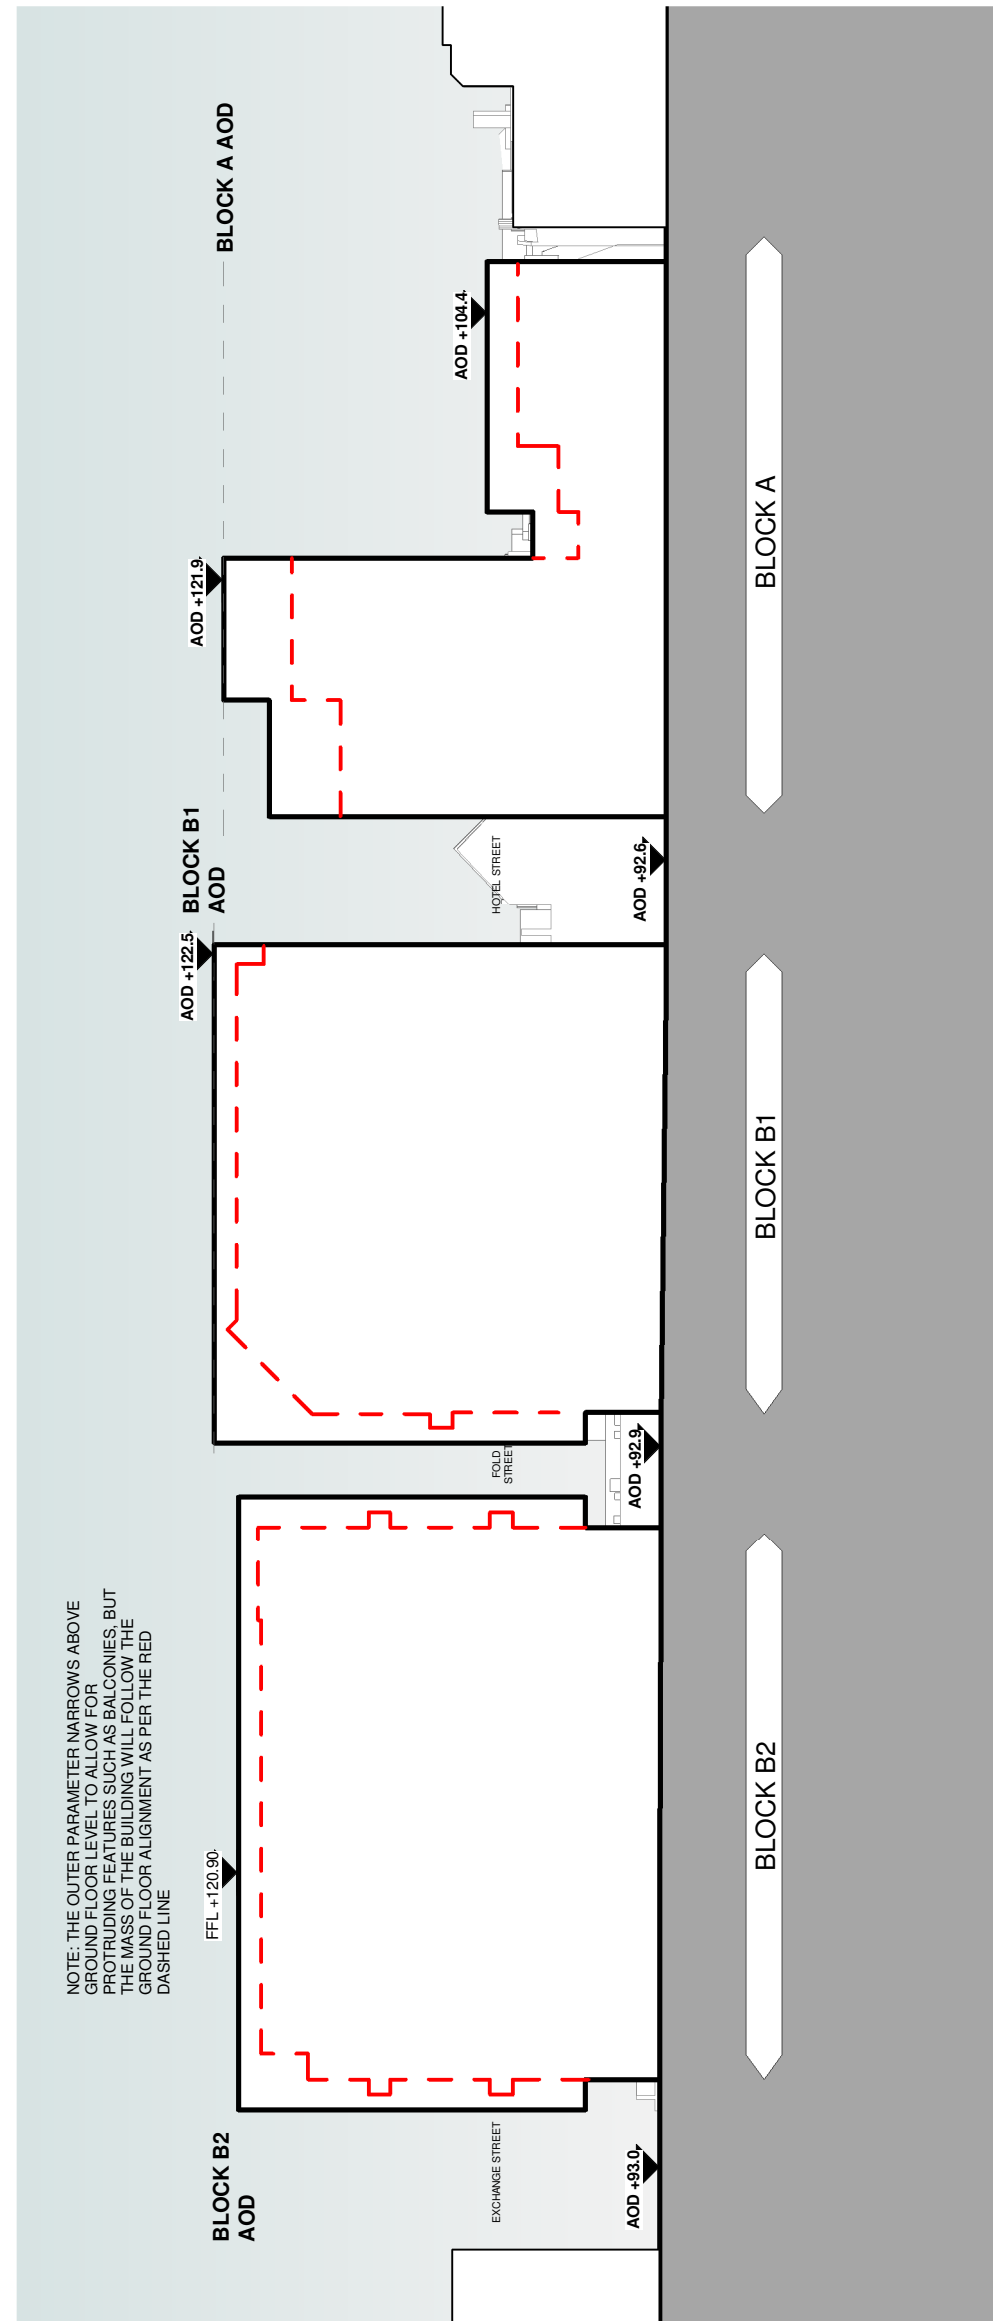 NOTE: THE OUTER PARAMETER NARROWS ABOVE
GROUND FLOOR LEVEL TO ALLOW FOR
PROTRUDING FEATURES SUCH AS BALCONIES, BUT
THE MASS OF THE BUILDING WILL FOLLOW THE
GROUND FLOOR ALIGNMENT AS PER THE RED
DASHED LINE
BLOCK B2
AOD
FFL +120.90
BLOCK B1
AOD
AOD +122.5
AOD +121.9
BLOCK A AOD
AOD +104.4
EXCHANGE STREET
FOLD
STREET
HOTEL STREET
AOD +93.0
AOD +92.9
AOD +92.6
BLOCK B2
BLOCK B1
BLOCK A